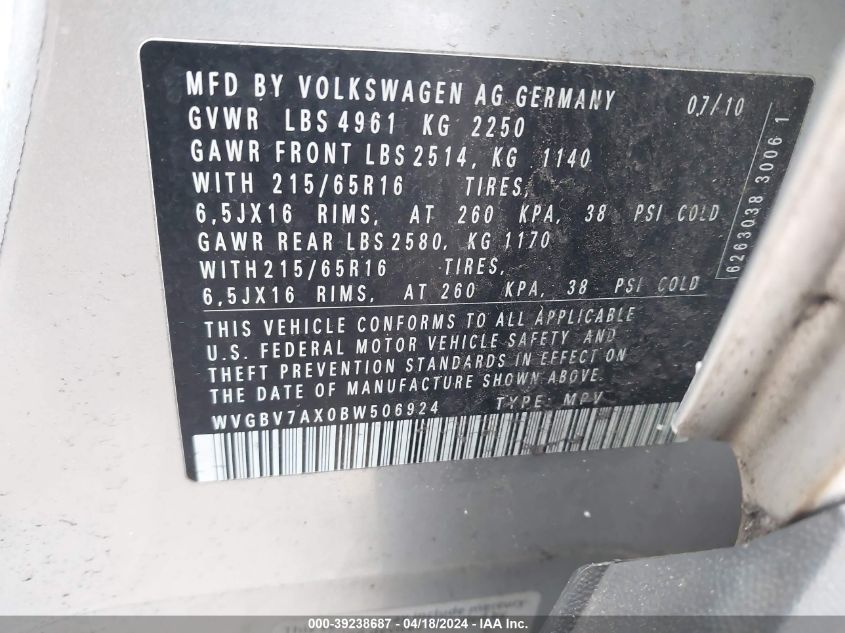 MFD BY VOLKSWAGEN AG GERMANY 07/10
GVWR LBS 4961 KG 2250
GAWR FRONT LBS 2514, KG 1140
WITH 215/65R16 TIRES,
6,5JX16 RIMS, AT 260 KPA, 38 PSI COLD
GAWR REAR LBS 2580, KG 1170
WITH 215/65R16 TIRES,
6,5JX16 RIMS, AT 260 KPA, 38 PSI COLD
THIS VEHICLE CONFORMS TO ALL APPLICABLE
U.S. FEDERAL MOTOR VEHICLE SAFETY AND
THEFT PREVENTION STANDARDS IN EFFECT ON
THE DATE OF MANUFACTURE SHOWN ABOVE.
WVGBV7AX0BW506924 TYPE: MPV
6263Q38 3006 1
000-39238687 - 04/18/2024 - IAA Inc.